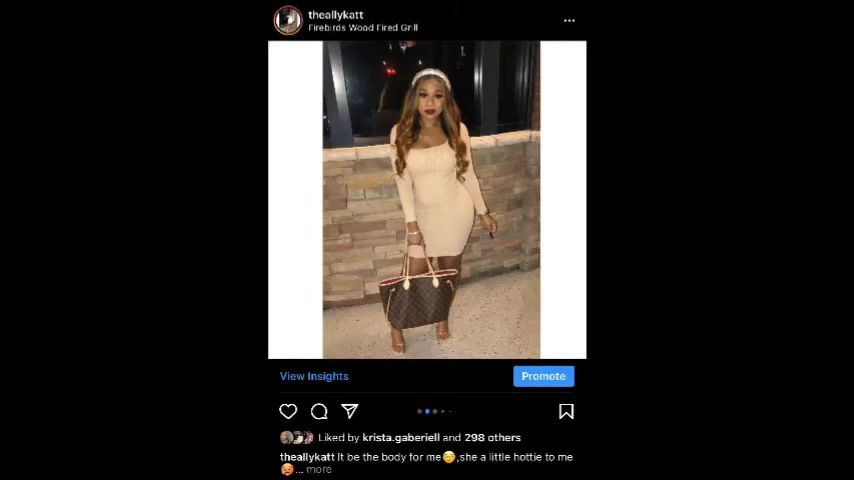 theallykatt
Firebirds Wood Fired Grill
View Insights
Promote
Liked by krista.gaberiell and 298 others
theallykatt It be the body for me😊,she a little hottie to me
🥵... more